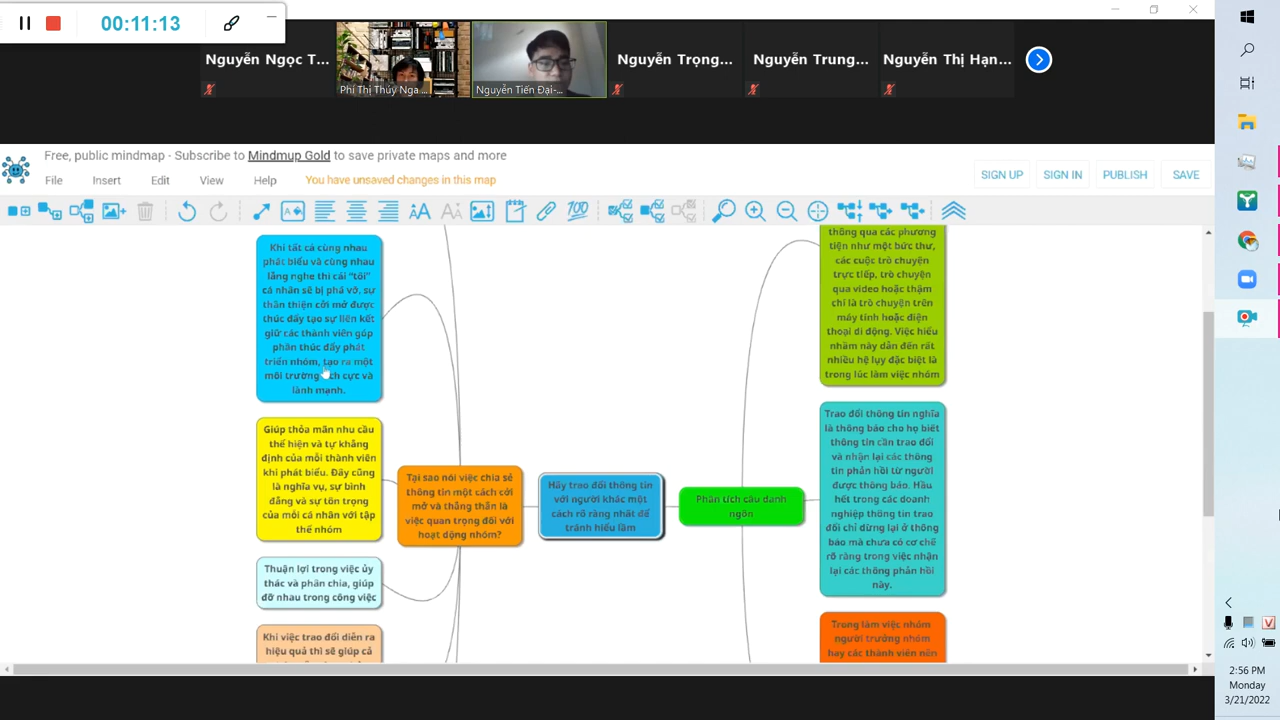 00:11:13
Nguyễn Ngọc T...
Phí Thị Thúy Nga ...
Nguyễn Tiến Đại-...
Nguyễn Trọng...
Nguyễn Trung...
Nguyễn Thị Hạn...
Free, public mindmap - Subscribe to Mindmup Gold to save private maps and more
File Insert Edit View Help You have unsaved changes in this map
SIGN UP SIGN IN PUBLISH SAVE
Khi tất cả cùng nhau
phát biểu và cùng nhau
lắng nghe thì cái "tôi"
cá nhân sẽ bị phá vỡ, sự
thân thiện cởi mở được
thúc đẩy tạo sự liên kết
giữ các thành viên góp
phần thúc đẩy phát
triển nhóm, tạo ra một
môi trường tích cực và
lành mạnh.
Giúp thỏa mãn nhu cầu
thể hiện và tự khẳng
định của mỗi thành viên
khi phát biểu. Đây cũng
là nghĩa vụ, sự bình
đẳng và sự tôn trọng
của mỗi cá nhân với tập
thể nhóm
Thuận lợi trong việc ủy
thác và phân chia, giúp
đỡ nhau trong công việc
Khi việc trao đổi diễn ra
hiệu quả thì sẽ giúp cả
Tại sao nói việc chia sẻ
thông tin một cách cởi
mở và thẳng thắn là
việc quan trọng đối với
hoạt động nhóm?
Hãy trao đổi thông tin
với người khác một
cách rõ ràng nhất để
tránh hiểu lầm
Phân tích câu danh
ngôn
thông qua các phương
tiện như một bức thư,
các cuộc trò chuyện
trực tiếp, trò chuyện
qua video hoặc thậm
chí là trò chuyện trên
máy tính hoặc điện
thoại di động. Việc hiểu
nhầm này dẫn đến rất
nhiều hệ lụy đặc biệt là
trong lúc làm việc nhóm
Trao đổi thông tin nghĩa
là thông báo cho họ biết
thông tin cần trao đổi
và nhận lại các thông
tin phản hồi từ người
được thông báo. Hầu
hết trong các doanh
nghiệp thông tin trao
đổi chỉ dừng lại ở thông
báo mà chưa có cơ chế
rõ ràng trong việc nhận
lại các thông phản hồi
này.
Trong làm việc nhóm
người trưởng nhóm
hay các thành viên nên
2:56 PM
Monday
3/21/2022